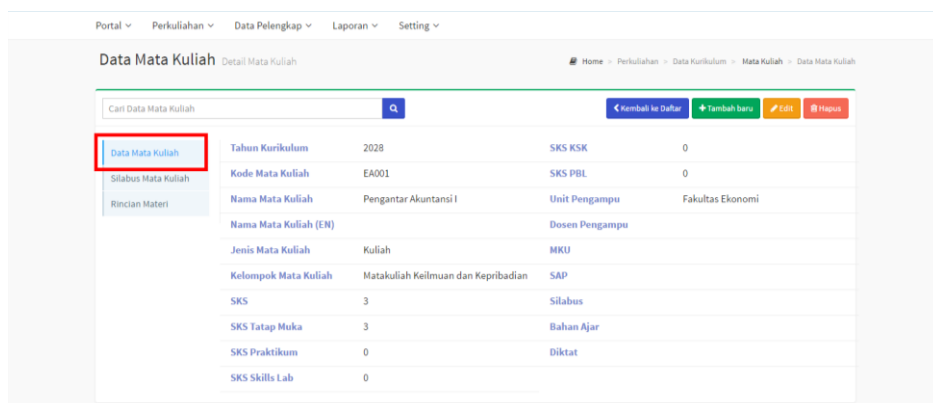 Portal Perkuliahan Data Pelengkap Laporan Setting
Data Mata Kuliah Detail Mata Kuliah
Home > Perkuliahan > Data Kurikulum > Mata Kuliah > Data Mata Kuliah
Cari Data Mata Kuliah
Kembali ke Daftar +Tambah baru Edit Hapus
Data Mata Kuliah
Silabus Mata Kuliah
Rincian Materi
Tahun Kurikulum 2028 SKS KSK 0
Kode Mata Kuliah EA001 SKS PBL 0
Nama Mata Kuliah Pengantar Akuntansi I Unit Pengampu Fakultas Ekonomi
Nama Mata Kuliah (EN) Dosen Pengampu
Jenis Mata Kuliah Kuliah MKU
Kelompok Mata Kuliah Matakuliah Keilmuan dan Kepribadian SAP
SKS 3 Silabus
SKS Tatap Muka 3 Bahan Ajar
SKS Praktikum 0 Diktat
SKS Skills Lab 0